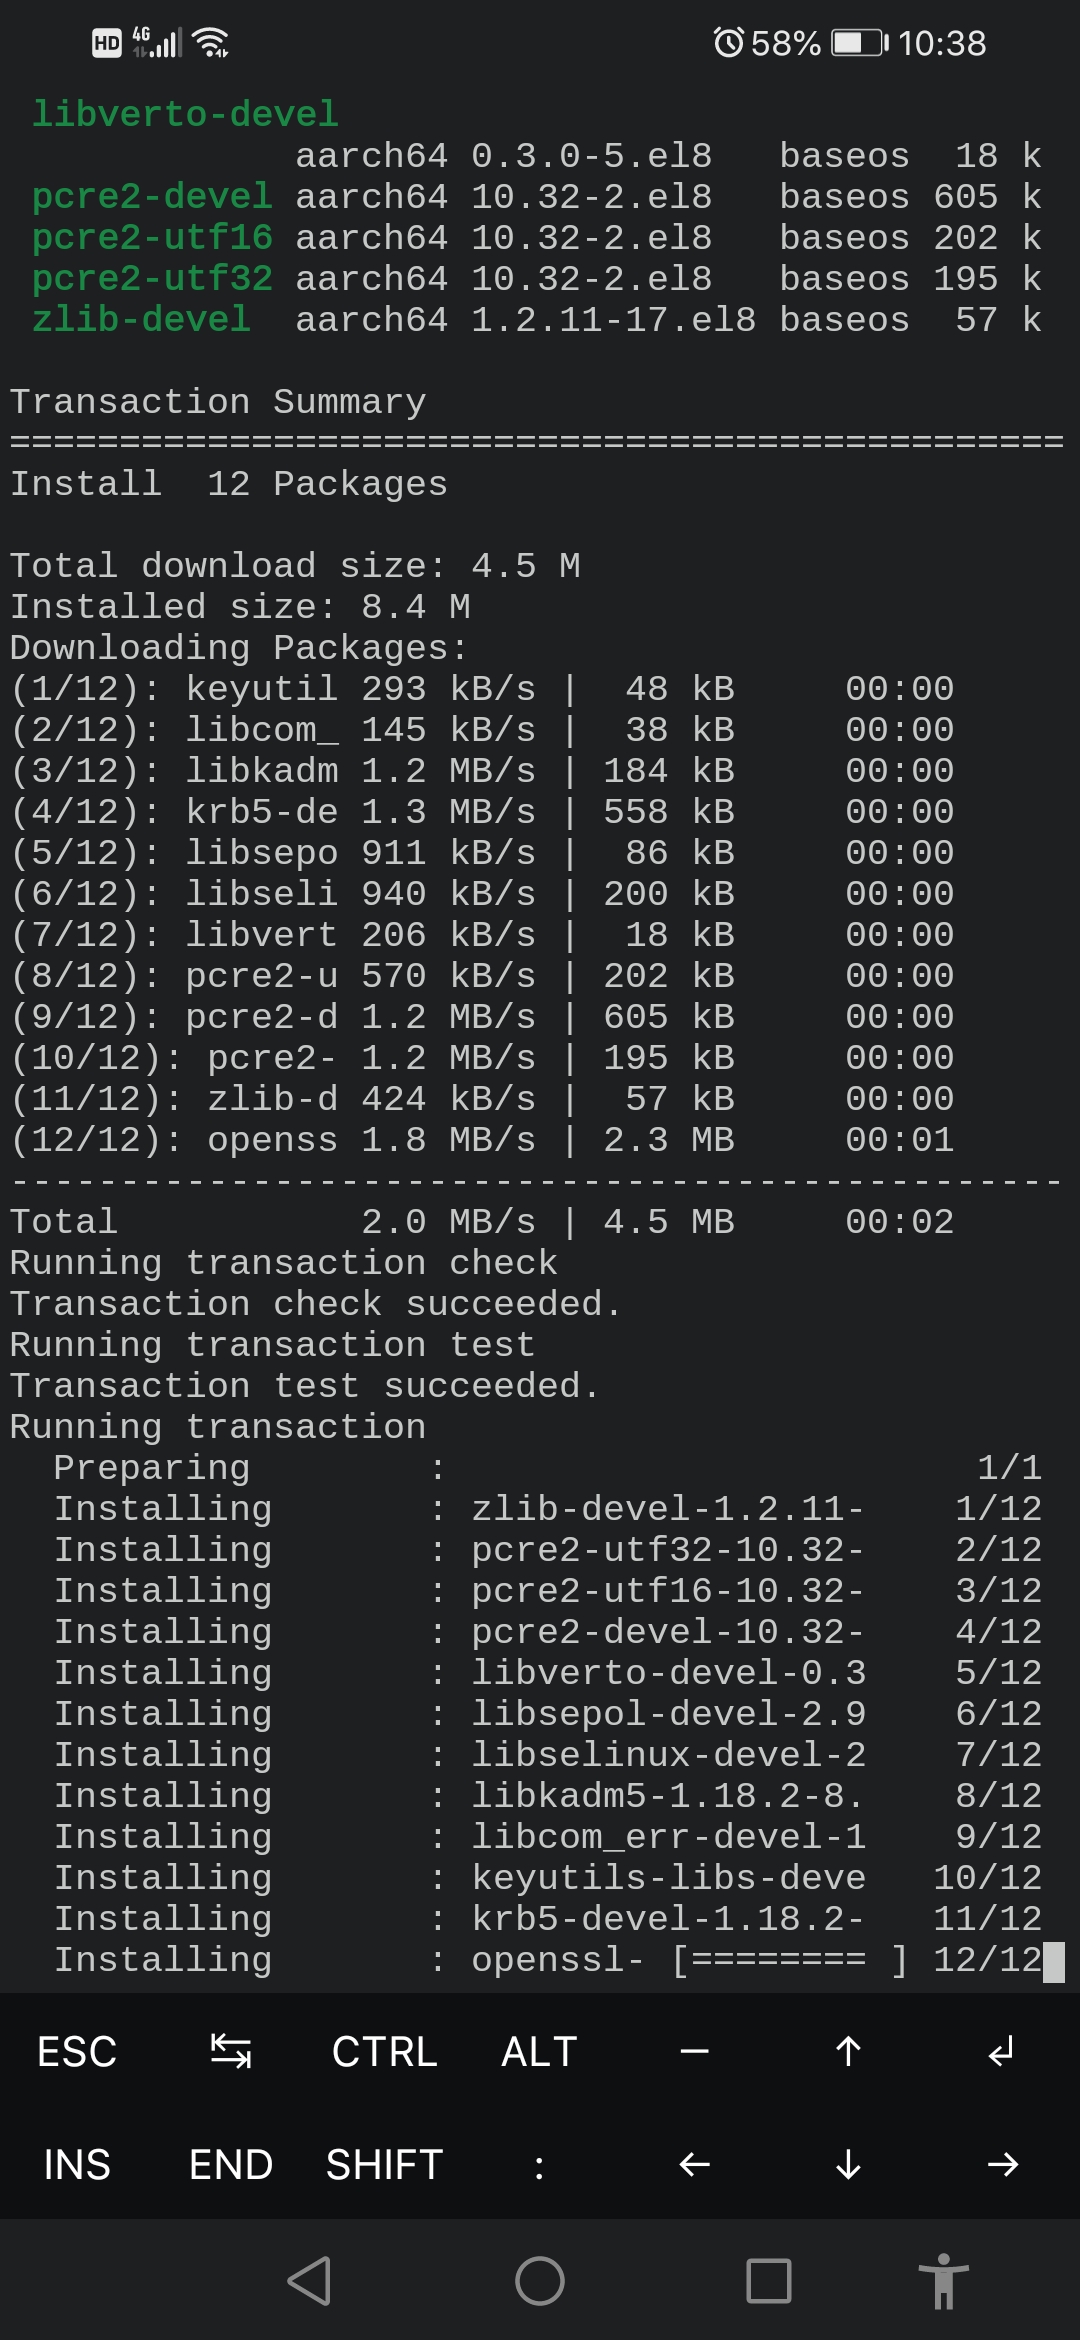 HD 4G 58% 10:38
libverto-devel
aarch64 0.3.0-5.el8 baseos 18 k
pcre2-devel aarch64 10.32-2.el8 baseos 605 k
pcre2-utf16 aarch64 10.32-2.el8 baseos 202 k
pcre2-utf32 aarch64 10.32-2.el8 baseos 195 k
zlib-devel aarch64 1.2.11-17.el8 baseos 57 k
Transaction Summary
================================================
Install 12 Packages
Total download size: 4.5 M
Installed size: 8.4 M
Downloading Packages:
(1/12): keyutil 293 kB/s | 48 kB 00:00
(2/12): libcom_ 145 kB/s | 38 kB 00:00
(3/12): libkadm 1.2 MB/s | 184 kB 00:00
(4/12): krb5-de 1.3 MB/s | 558 kB 00:00
(5/12): libsepo 911 kB/s | 86 kB 00:00
(6/12): libseli 940 kB/s | 200 kB 00:00
(7/12): libvert 206 kB/s | 18 kB 00:00
(8/12): pcre2-u 570 kB/s | 202 kB 00:00
(9/12): pcre2-d 1.2 MB/s | 605 kB 00:00
(10/12): pcre2- 1.2 MB/s | 195 kB 00:00
(11/12): zlib-d 424 kB/s | 57 kB 00:00
(12/12): openss 1.8 MB/s | 2.3 MB 00:01
------------------------------------------------
Total 2.0 MB/s | 4.5 MB 00:02
Running transaction check
Transaction check succeeded.
Running transaction test
Transaction test succeeded.
Running transaction
Preparing : 1/1
Installing : zlib-devel-1.2.11- 1/12
Installing : pcre2-utf32-10.32- 2/12
Installing : pcre2-utf16-10.32- 3/12
Installing : pcre2-devel-10.32- 4/12
Installing : libverto-devel-0.3 5/12
Installing : libsepol-devel-2.9 6/12
Installing : libselinux-devel-2 7/12
Installing : libkadm5-1.18.2-8. 8/12
Installing : libcom_err-devel-1 9/12
Installing : keyutils-libs-deve 10/12
Installing : krb5-devel-1.18.2- 11/12
Installing : openssl- [======== ] 12/12
ESC ↹ CTRL ALT — ↑ ↲
INS END SHIFT : ← ↓ →